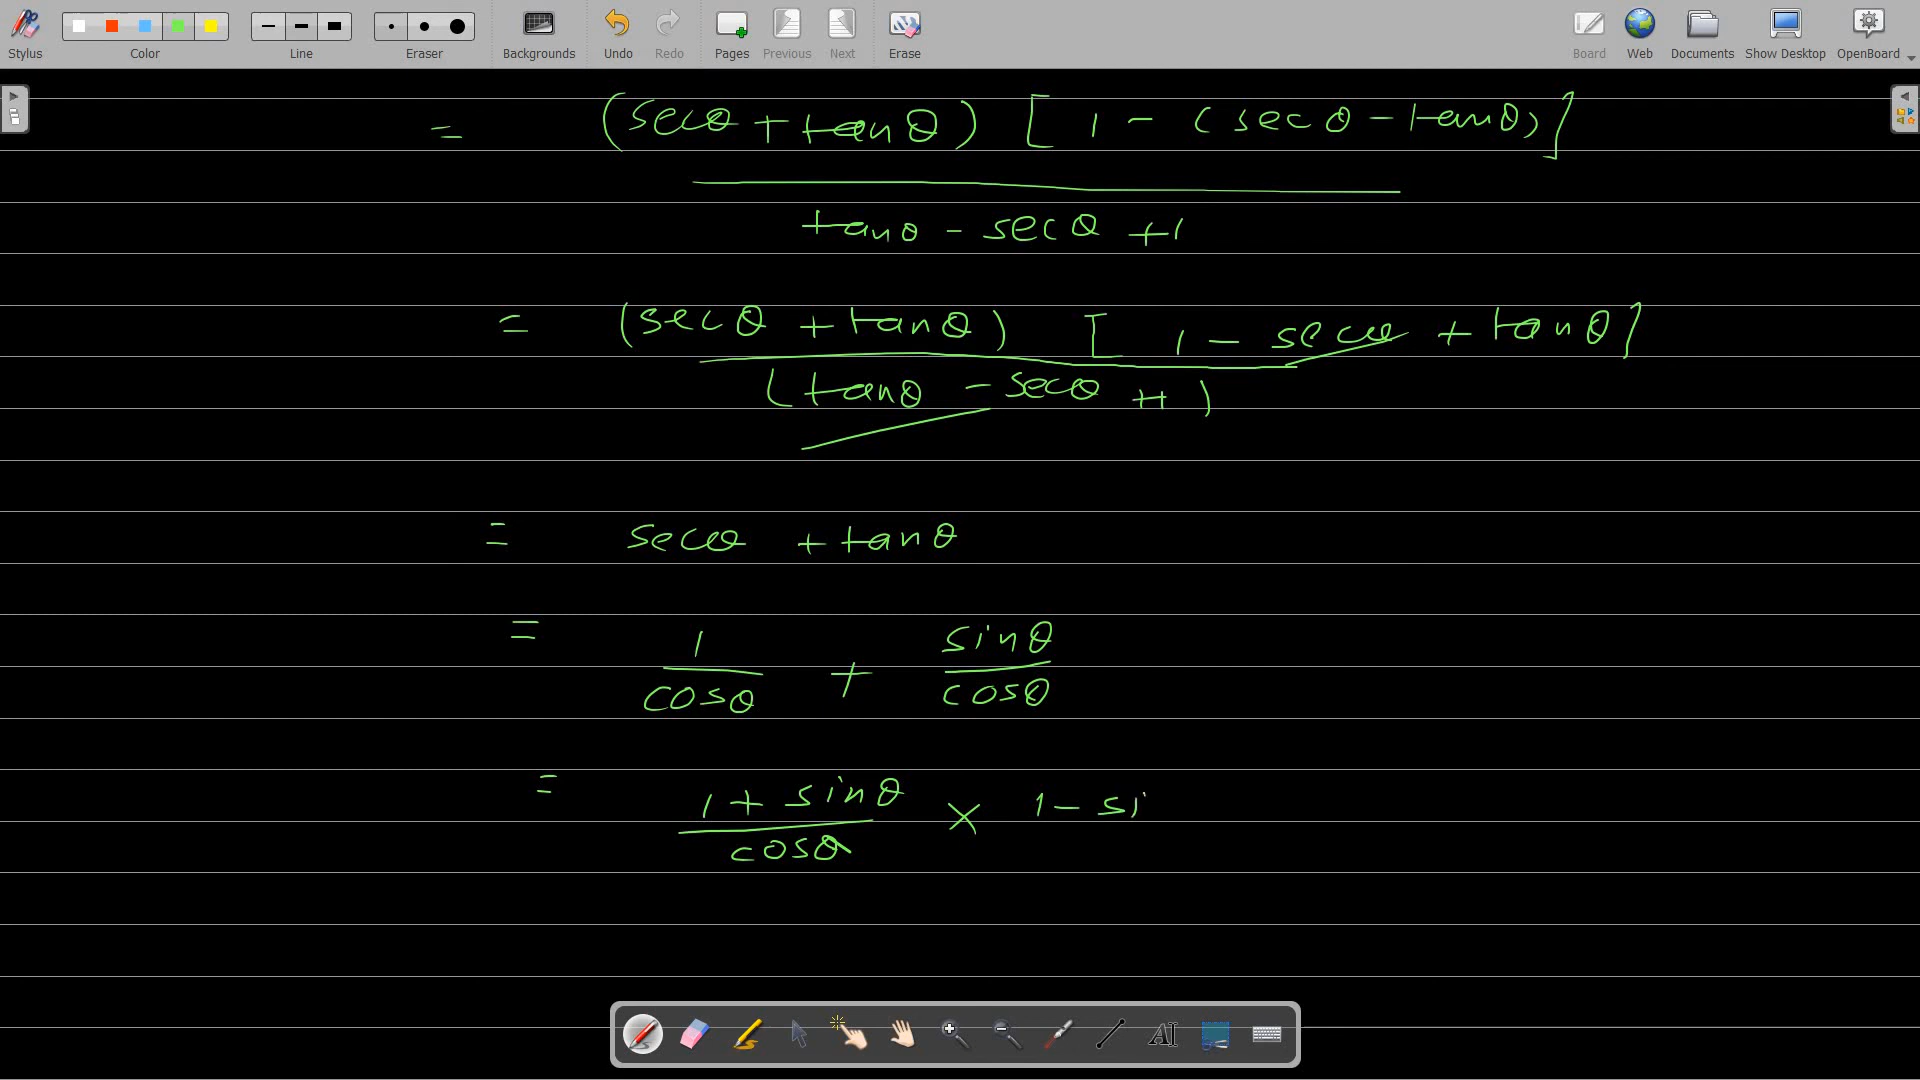 Stylus Color Line Eraser Backgrounds Undo Redo Pages Previous Next Erase Board Web Documents Show Desktop OpenBoard
= (secθ + tanθ) [ 1 - (secθ - tanθ)]
tanθ - secθ + 1
= (secθ + tanθ) [ 1 - secθ + tanθ]
(tanθ - secθ + 1)
= secθ + tanθ
= 1 / cosθ + sinθ / cosθ
= 1 + sinθ / cosθ × 1 - si
AI